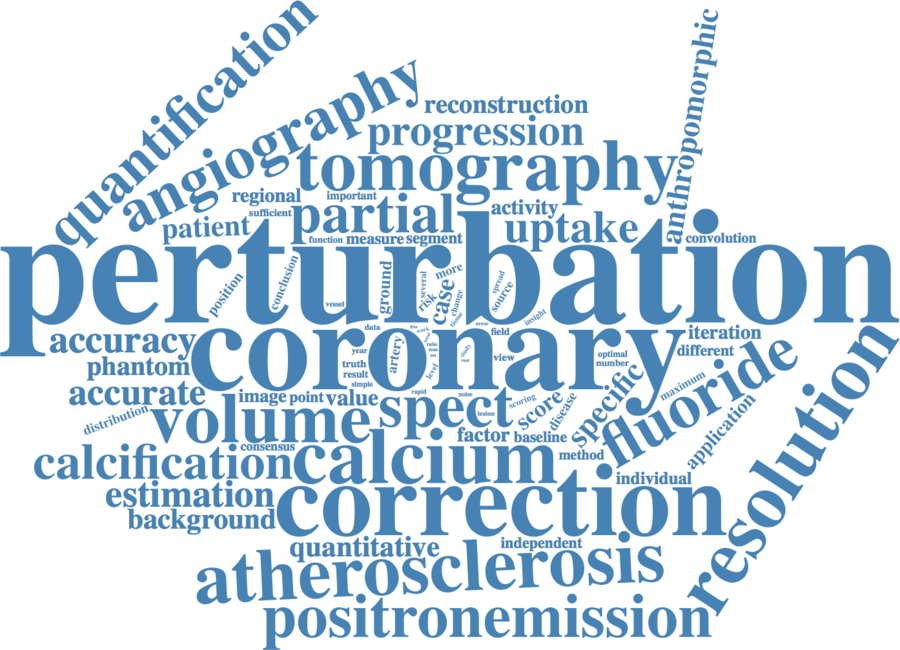 quantification
angiography
anthropomorphic
reconstruction
progression
tomography
regional
important
patient
sufficient
partial
activity
uptake
function
measure
segment
convolution
perturbation
position
conclusion
vessel
ground
several
risk
more
case
change
tissue
spread
source
insight
error
field
accuracy
coronary
iteration
phantom
data
year
truth
result
simple
artery
level
study
view
optimal
number
different
accurate
image
point
value
rapid
noise
spect
lesion
scoring
score
disease
specific
fluoride
maximum
application
resolution
distribution
volume
consensus
factor
baseline
method
calcification
calcium
individual
estimation
correction
background
quantitative
independent
atherosclerosis
positronemission